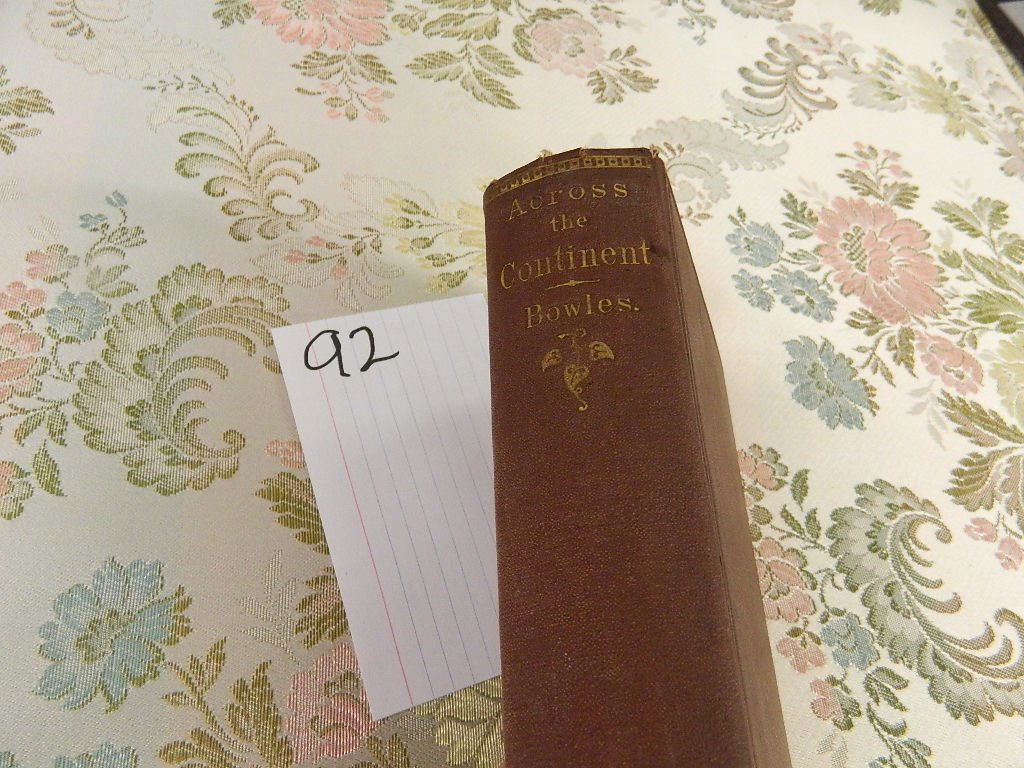 92
Across
the
Continent
Bowles.